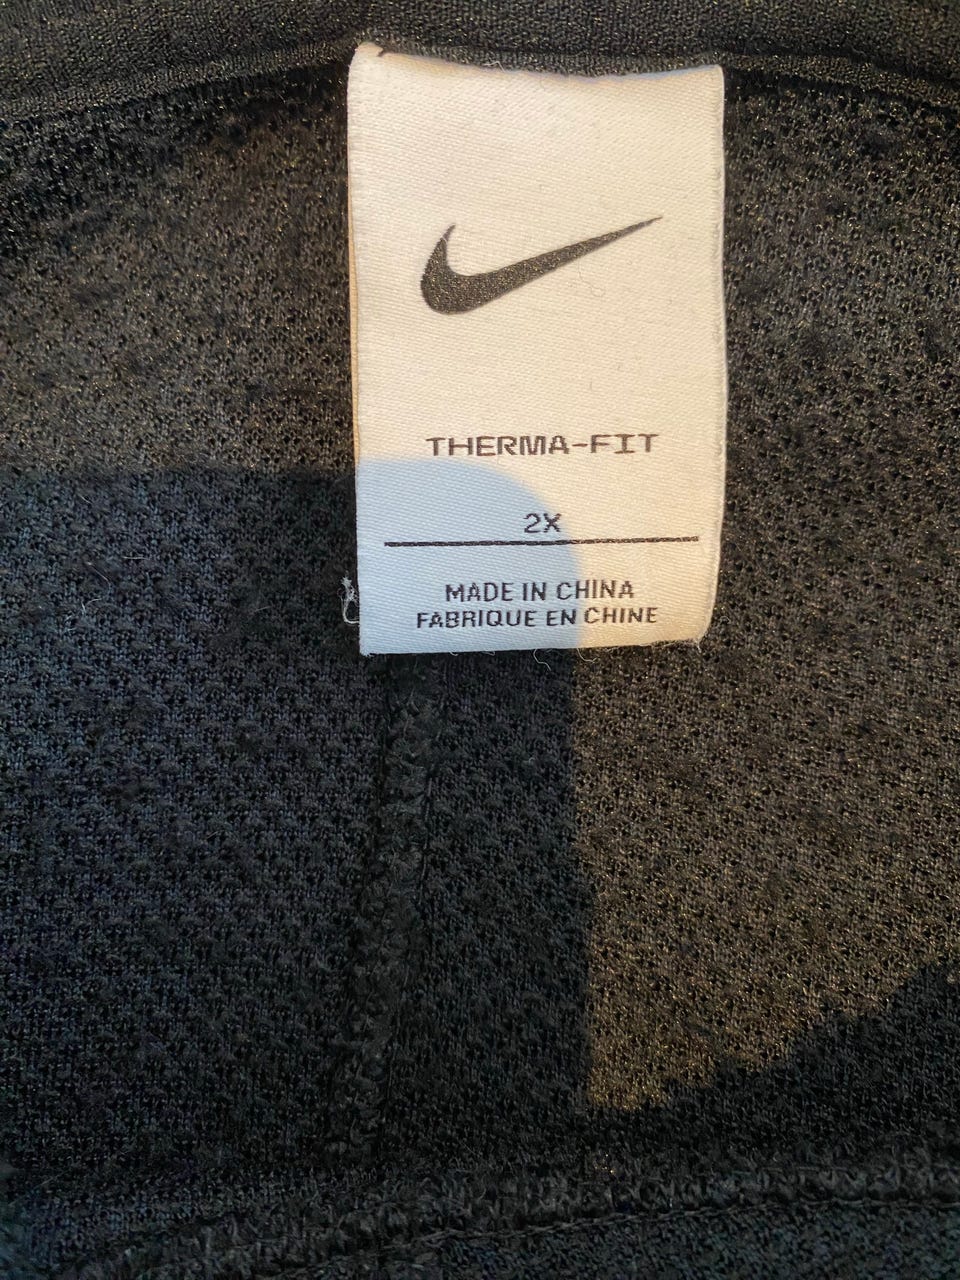 THERMA-FIT
2X
MADE IN CHINA
FABRIQUE EN CHINE